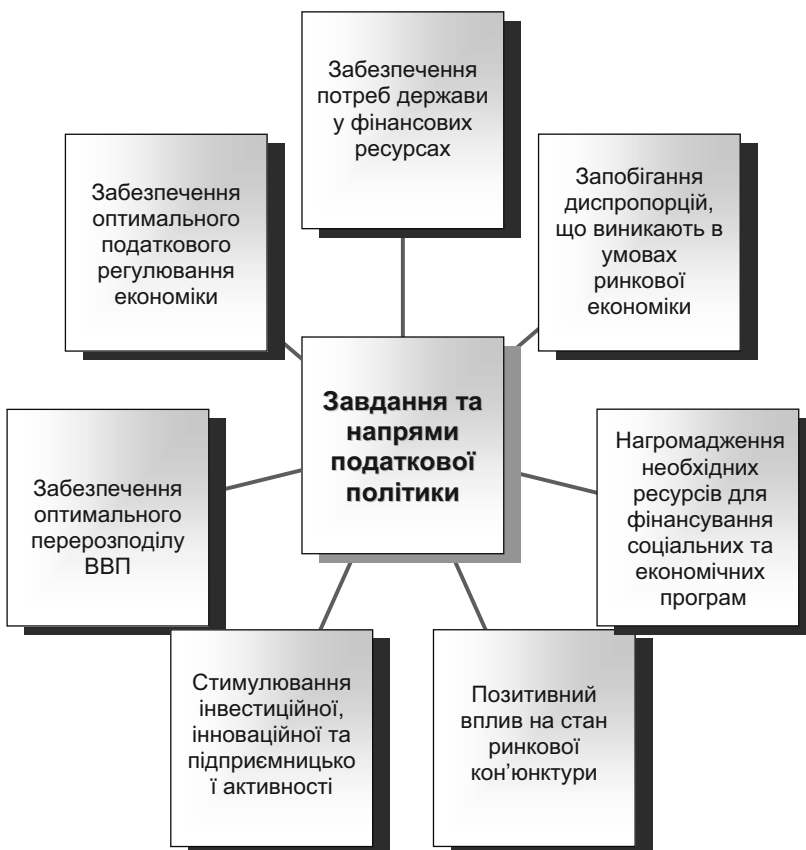 Забезпечення
потреб держави
у фінансових
ресурсах
Забезпечення
оптимального
податкового
регулювання
економіки
Запобігання
диспропорцій,
що виникають в
умовах
ринкової
економіки
Завдання та
напрями
податкової
політики
Забезпечення
оптимального
перерозподілу
ВВП
Нагромадження
необхідних
ресурсів для
фінансування
соціальних та
економічних
програм
Стимулювання
інвестиційної,
інноваційної та
підприємницько
ї активності
Позитивний
вплив на стан
ринкової
кон’юнктури